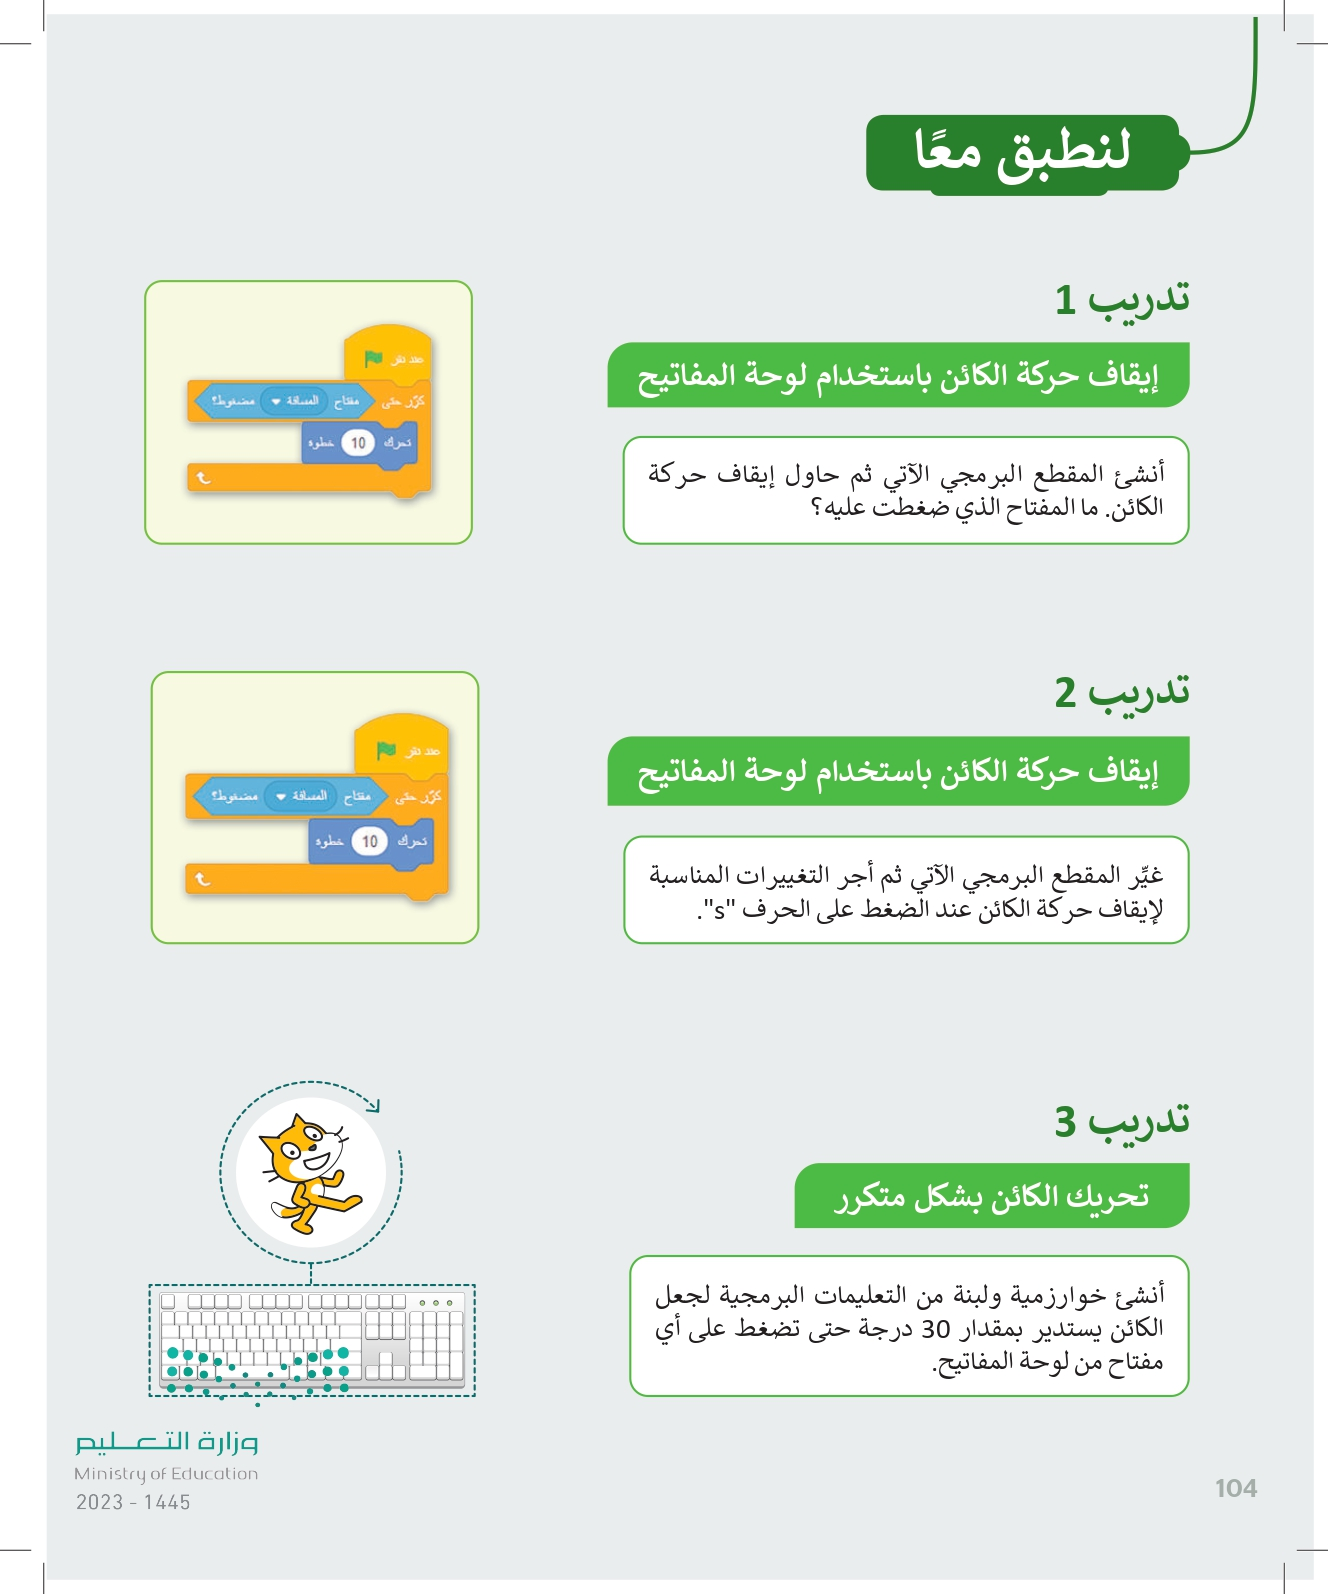 لنطبق معًا
تدريب 1
إيقاف حركة الكائن باستخدام لوحة المفاتيح
أنشئ المقطع البرمجي الآتي ثم حاول إيقاف حركة
الكائن. ما المفتاح الذي ضغطت عليه؟
عند نقر
كرّر حتى مفتاح المسافة مضغوط؟
تحرك 10 خطوة
تدريب 2
إيقاف حركة الكائن باستخدام لوحة المفاتيح
غيِّر المقطع البرمجي الآتي ثم أجر التغييرات المناسبة
لإيقاف حركة الكائن عند الضغط على الحرف "s".
عند نقر
كرّر حتى مفتاح المسافة مضغوط؟
تحرك 10 خطوة
تدريب 3
تحريك الكائن بشكل متكرر
أنشئ خوارزمية ولبنة من التعليمات البرمجية لجعل
الكائن يستدير بمقدار 30 درجة حتى تضغط على أي
مفتاح من لوحة المفاتيح.
وزارة التعليم
Ministry of Education
2023 - 1445
104